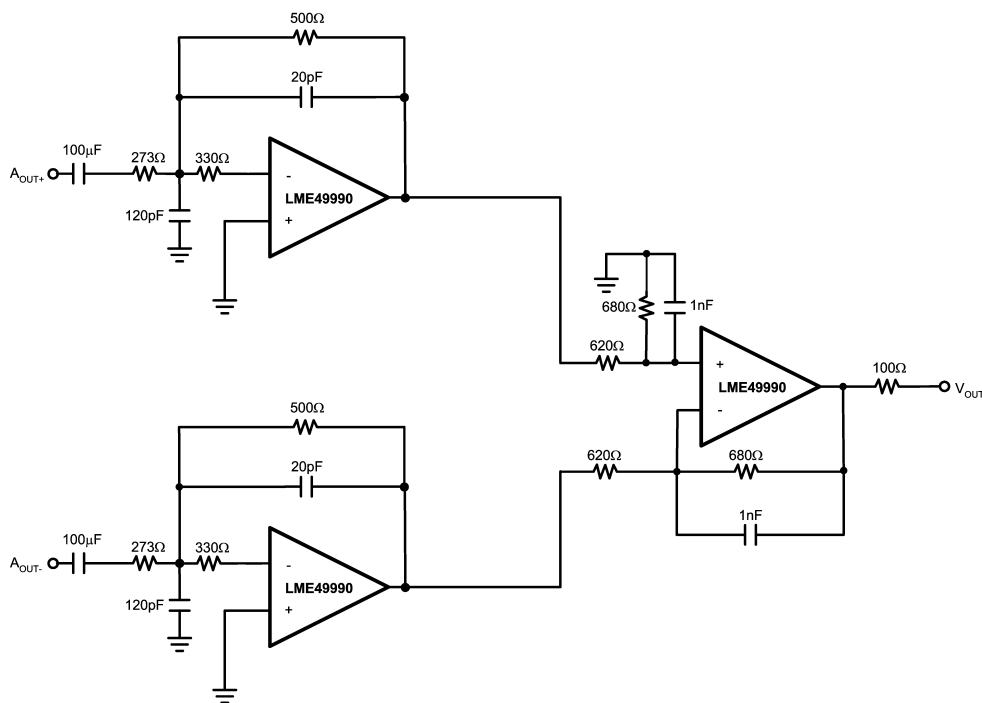 500Ω
20pF
100μF
273Ω
330Ω
AOUT+
-
LME49990
+
120pF
680Ω
1nF
620Ω
+
LME49990
-
100Ω
VOUT
500Ω
20pF
620Ω
680Ω
1nF
100μF
273Ω
330Ω
AOUT-
-
LME49990
+
120pF